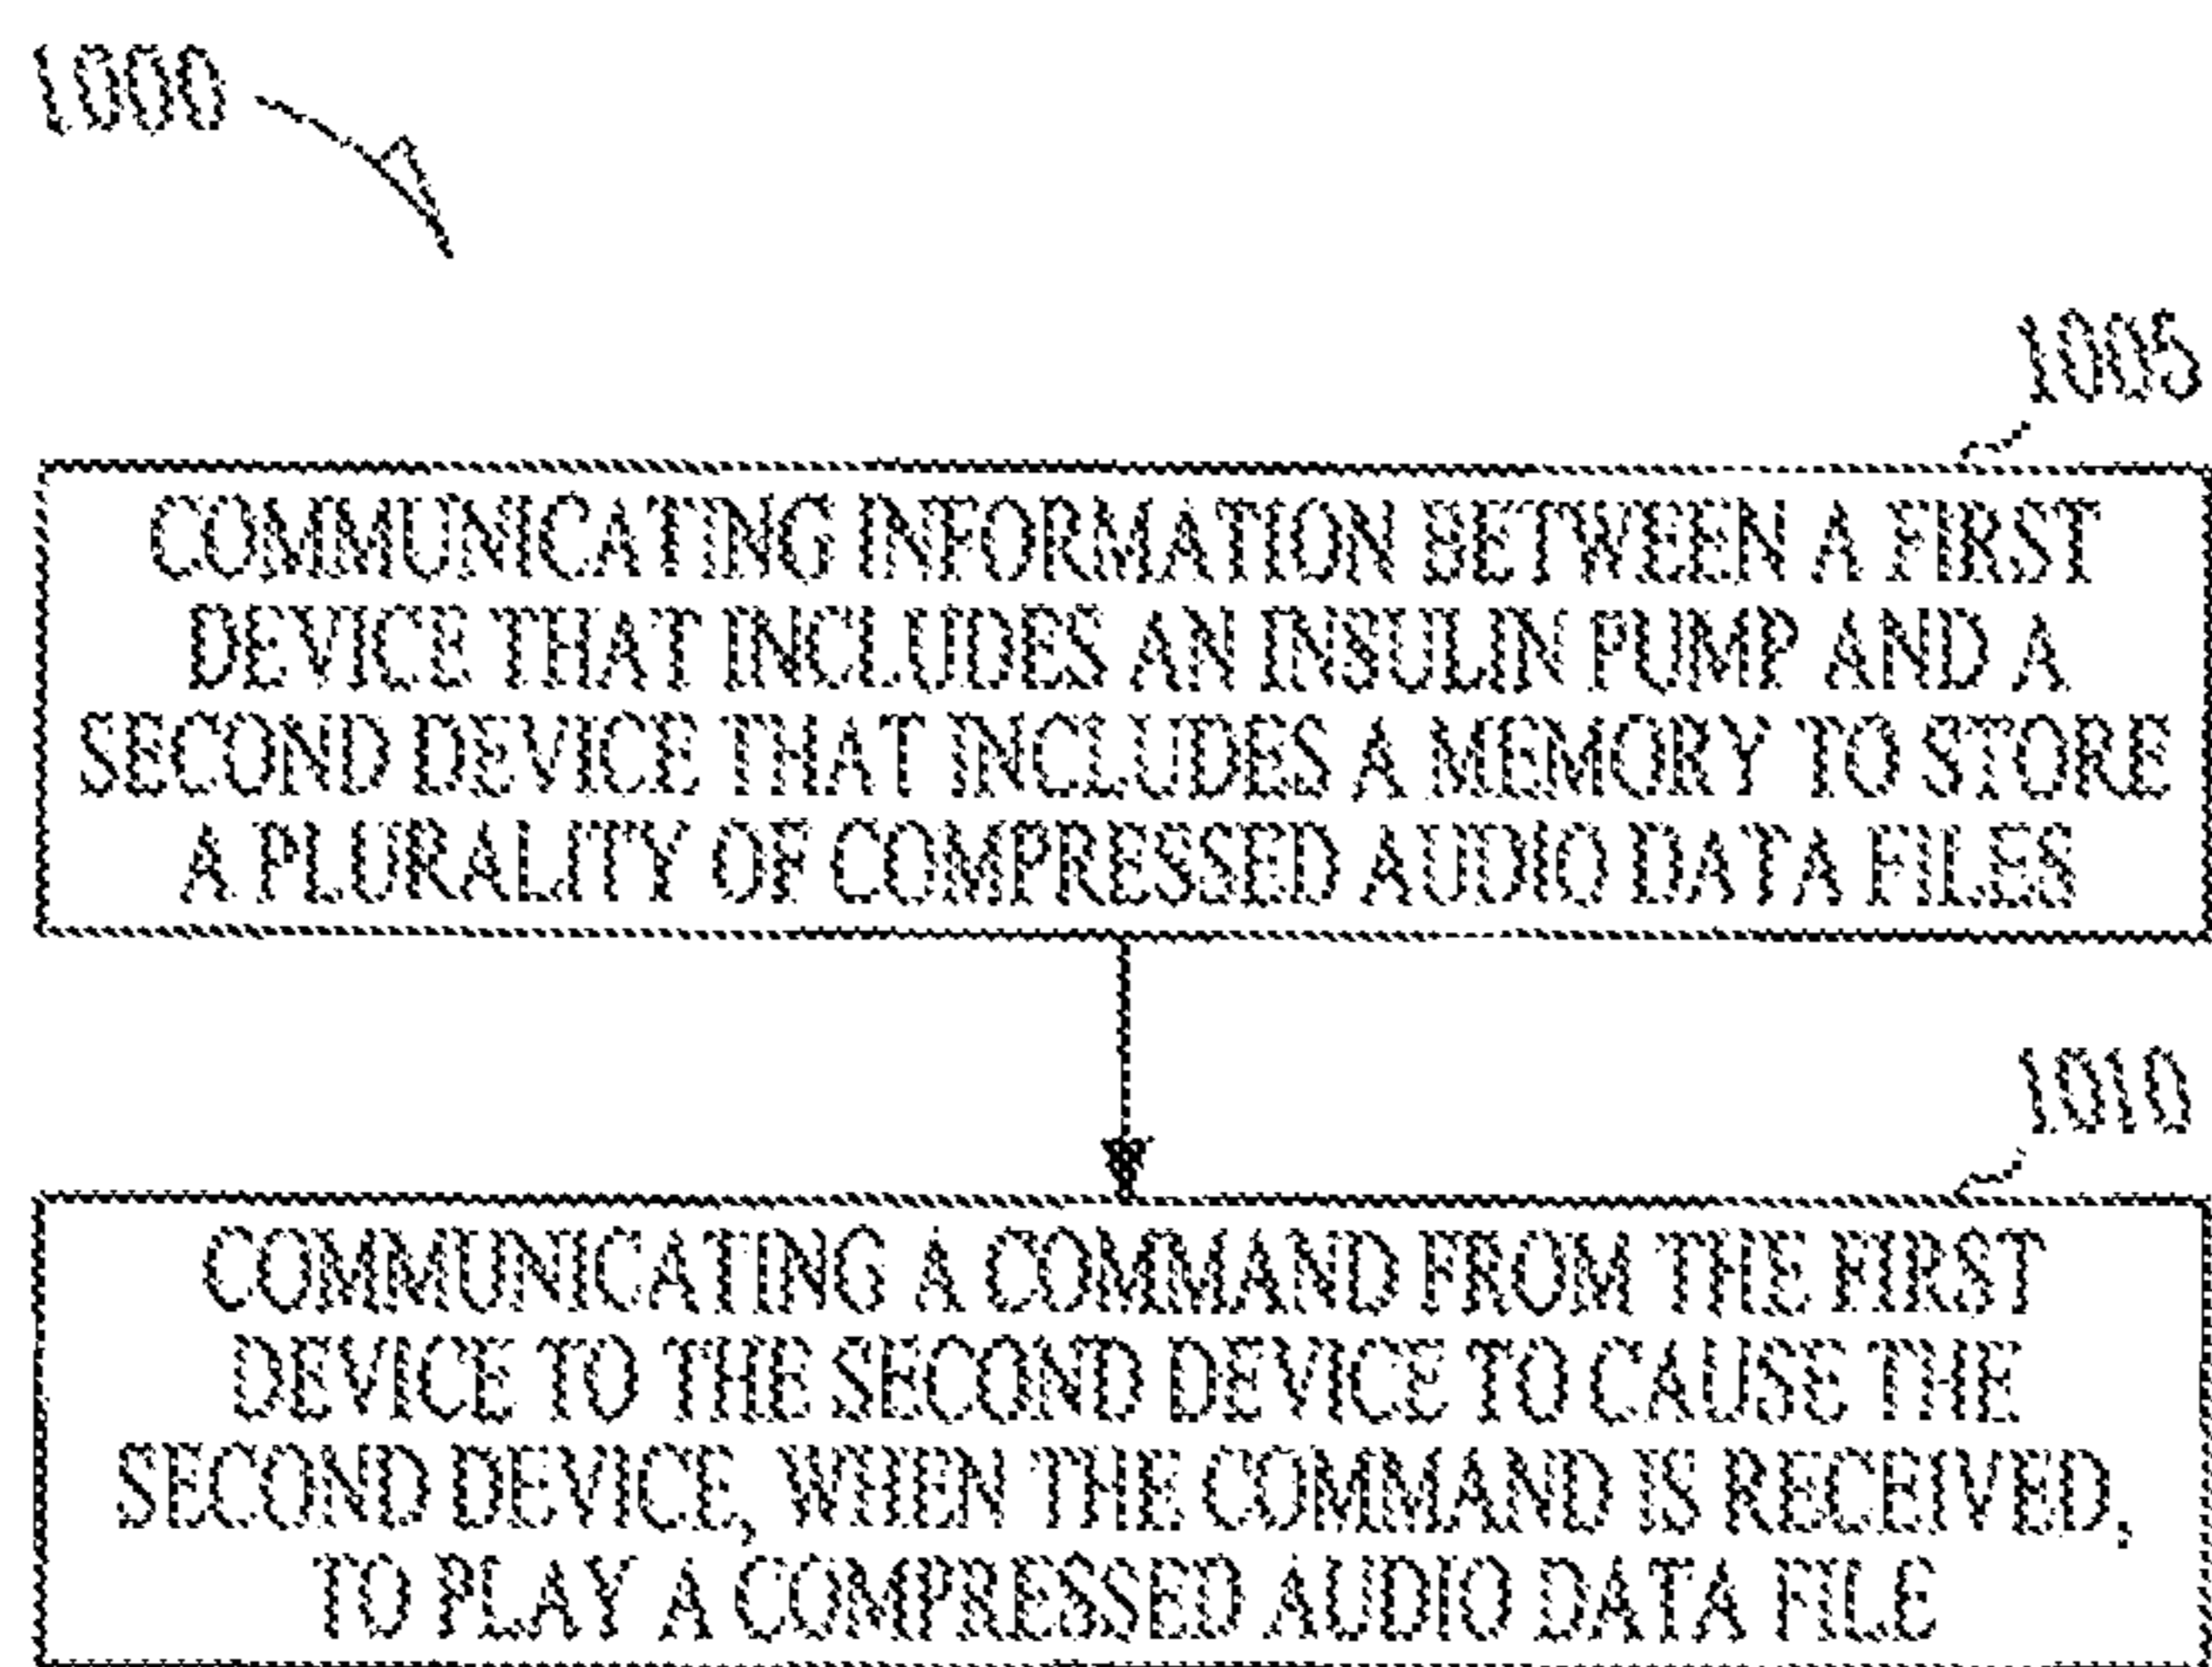 1000
1005
COMMUNICATING INFORMATION BETWEEN A FIRST
DEVICE THAT INCLUDES AN INSULIN PUMP AND A
SECOND DEVICE THAT INCLUDES A MEMORY TO STORE
A PLURALITY OF COMPRESSED AUDIO DATA FILES
1010
COMMUNICATING A COMMAND FROM THE FIRST
DEVICE TO THE SECOND DEVICE TO CAUSE THE
SECOND DEVICE, WHEN THE COMMAND IS RECEIVED,
TO PLAY A COMPRESSED AUDIO DATA FILE